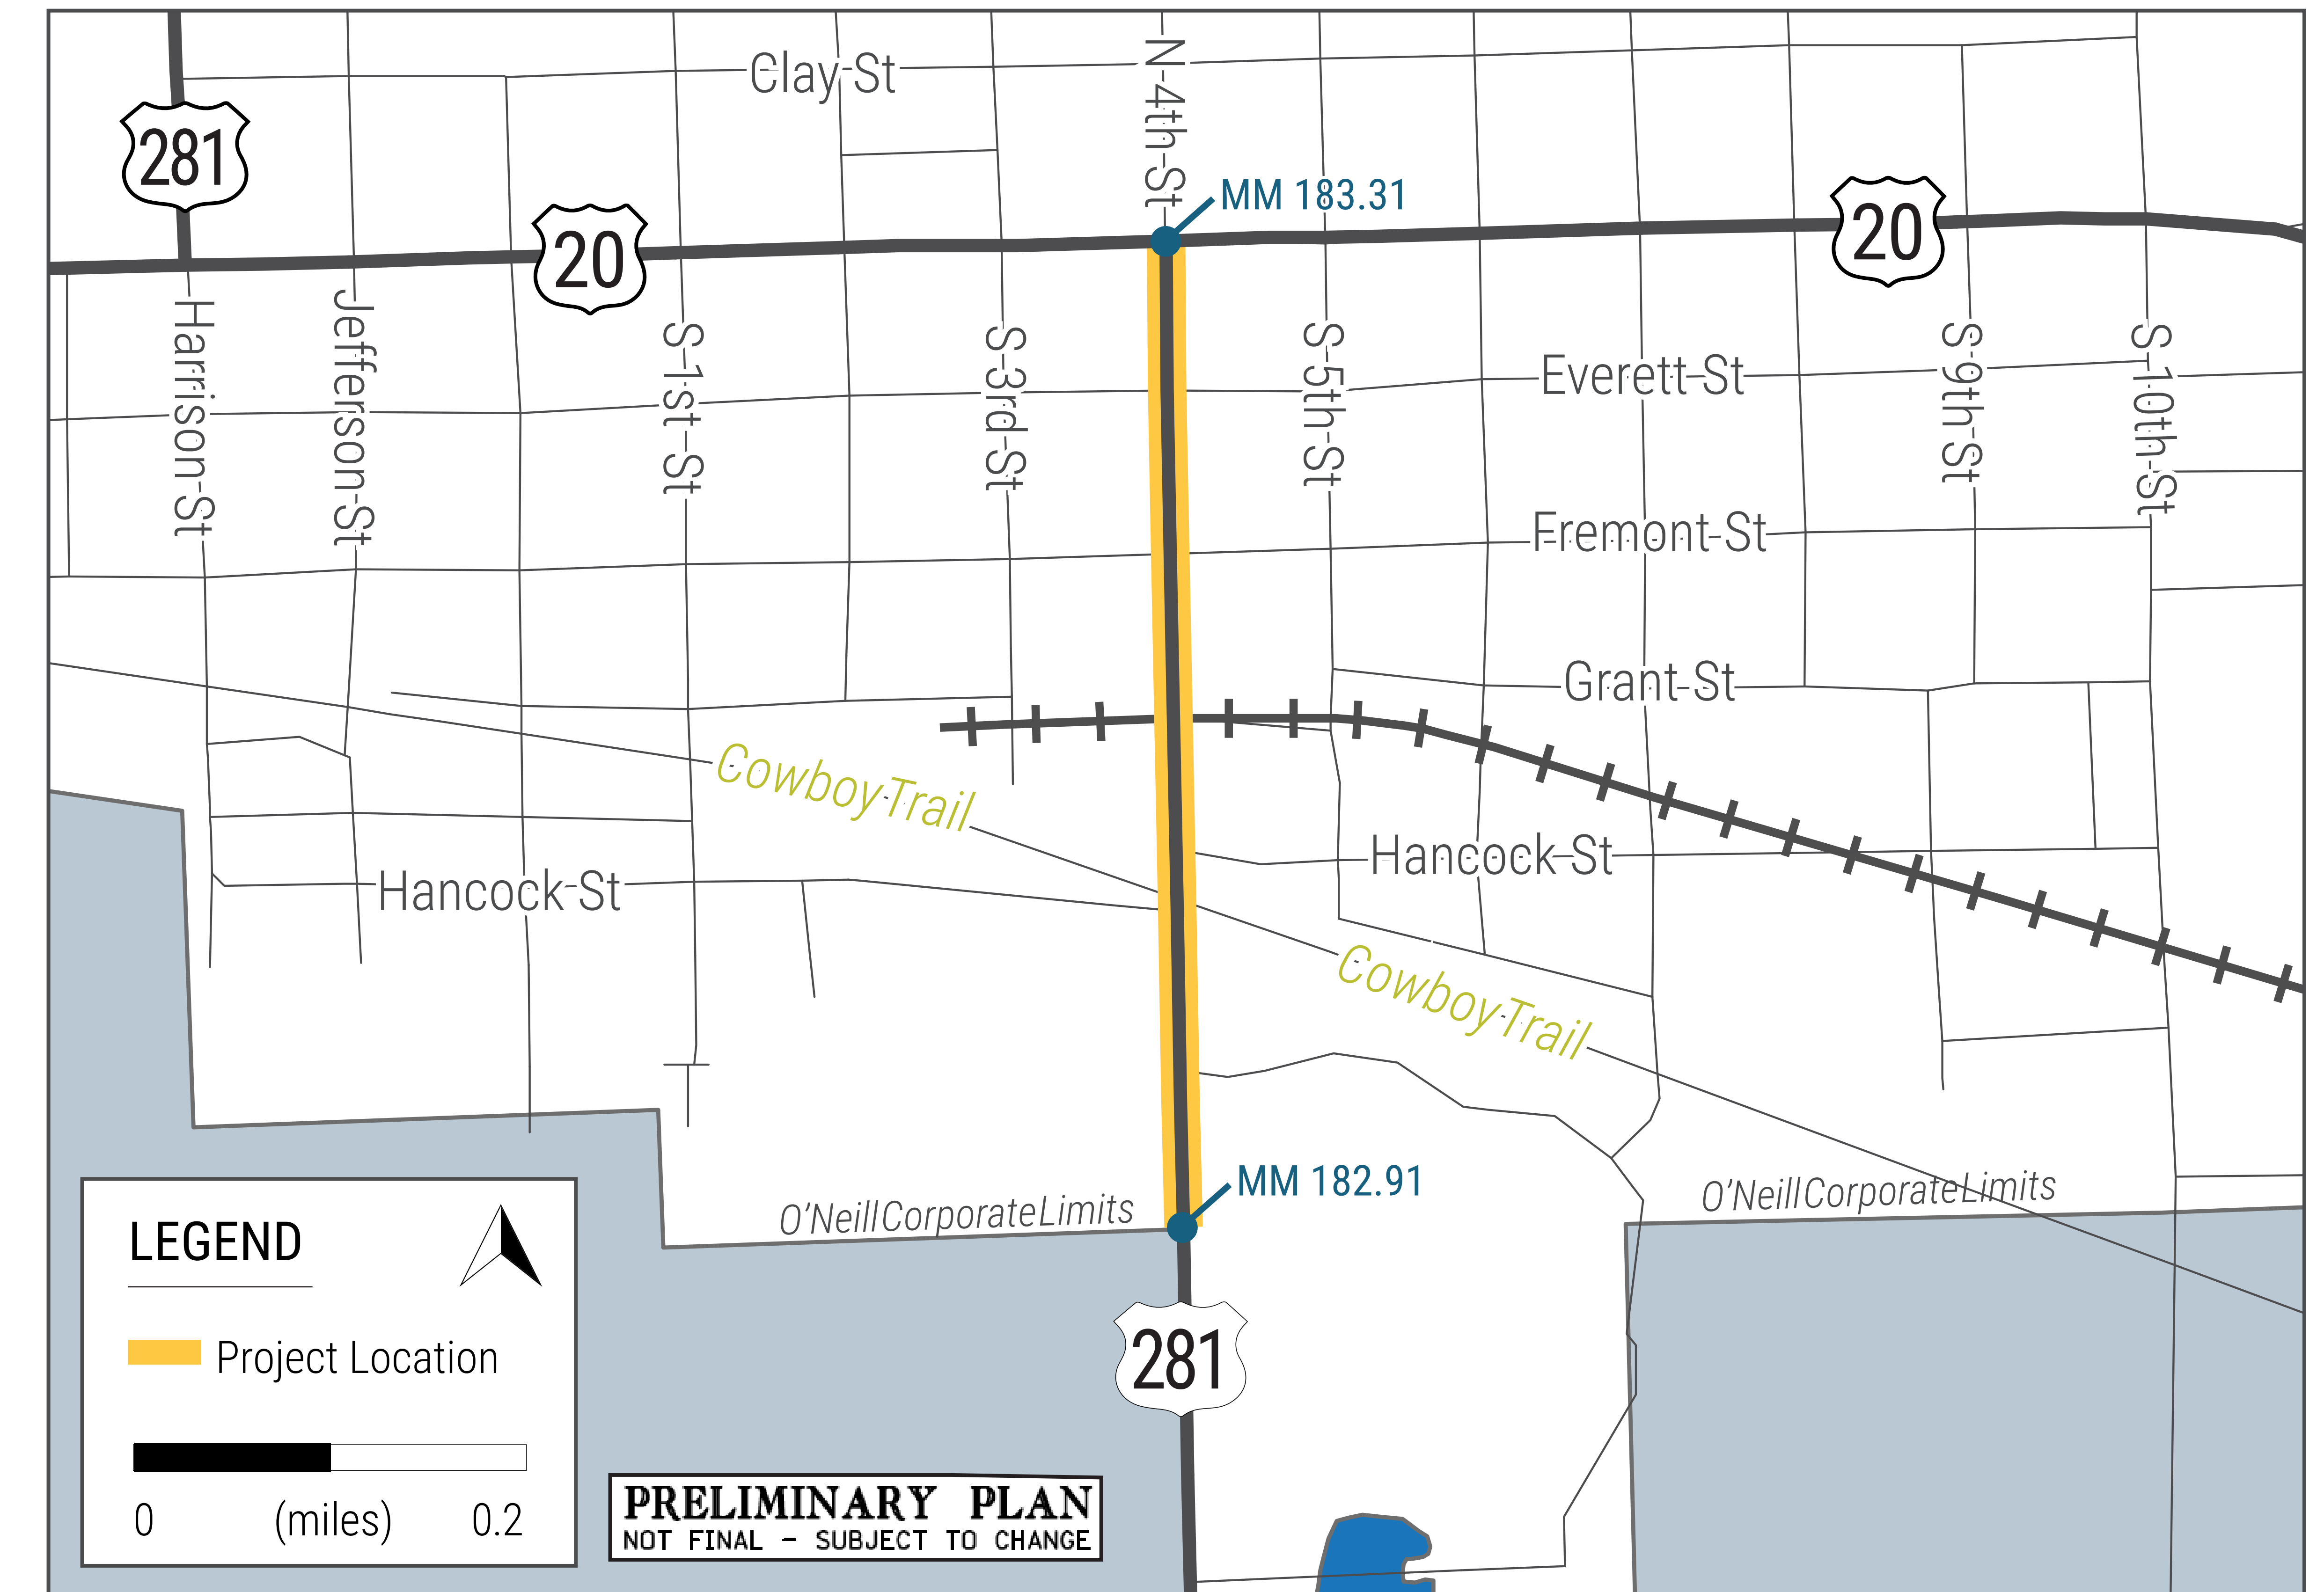 Clay St
N 4th St
281
MM 183.31
20
20
Harrison St
Jefferson St
S 1st St
S 3rd St
S 5th St
S 9th St
S 10th St
Everett St
Fremont St
Grant St
Cowboy Trail
Hancock St
Hancock St
Cowboy Trail
MM 182.91
O'Neill Corporate Limits
O'Neill Corporate Limits
LEGEND
Project Location
0 (miles) 0.2
281
PRELIMINARY PLAN
NOT FINAL – SUBJECT TO CHANGE